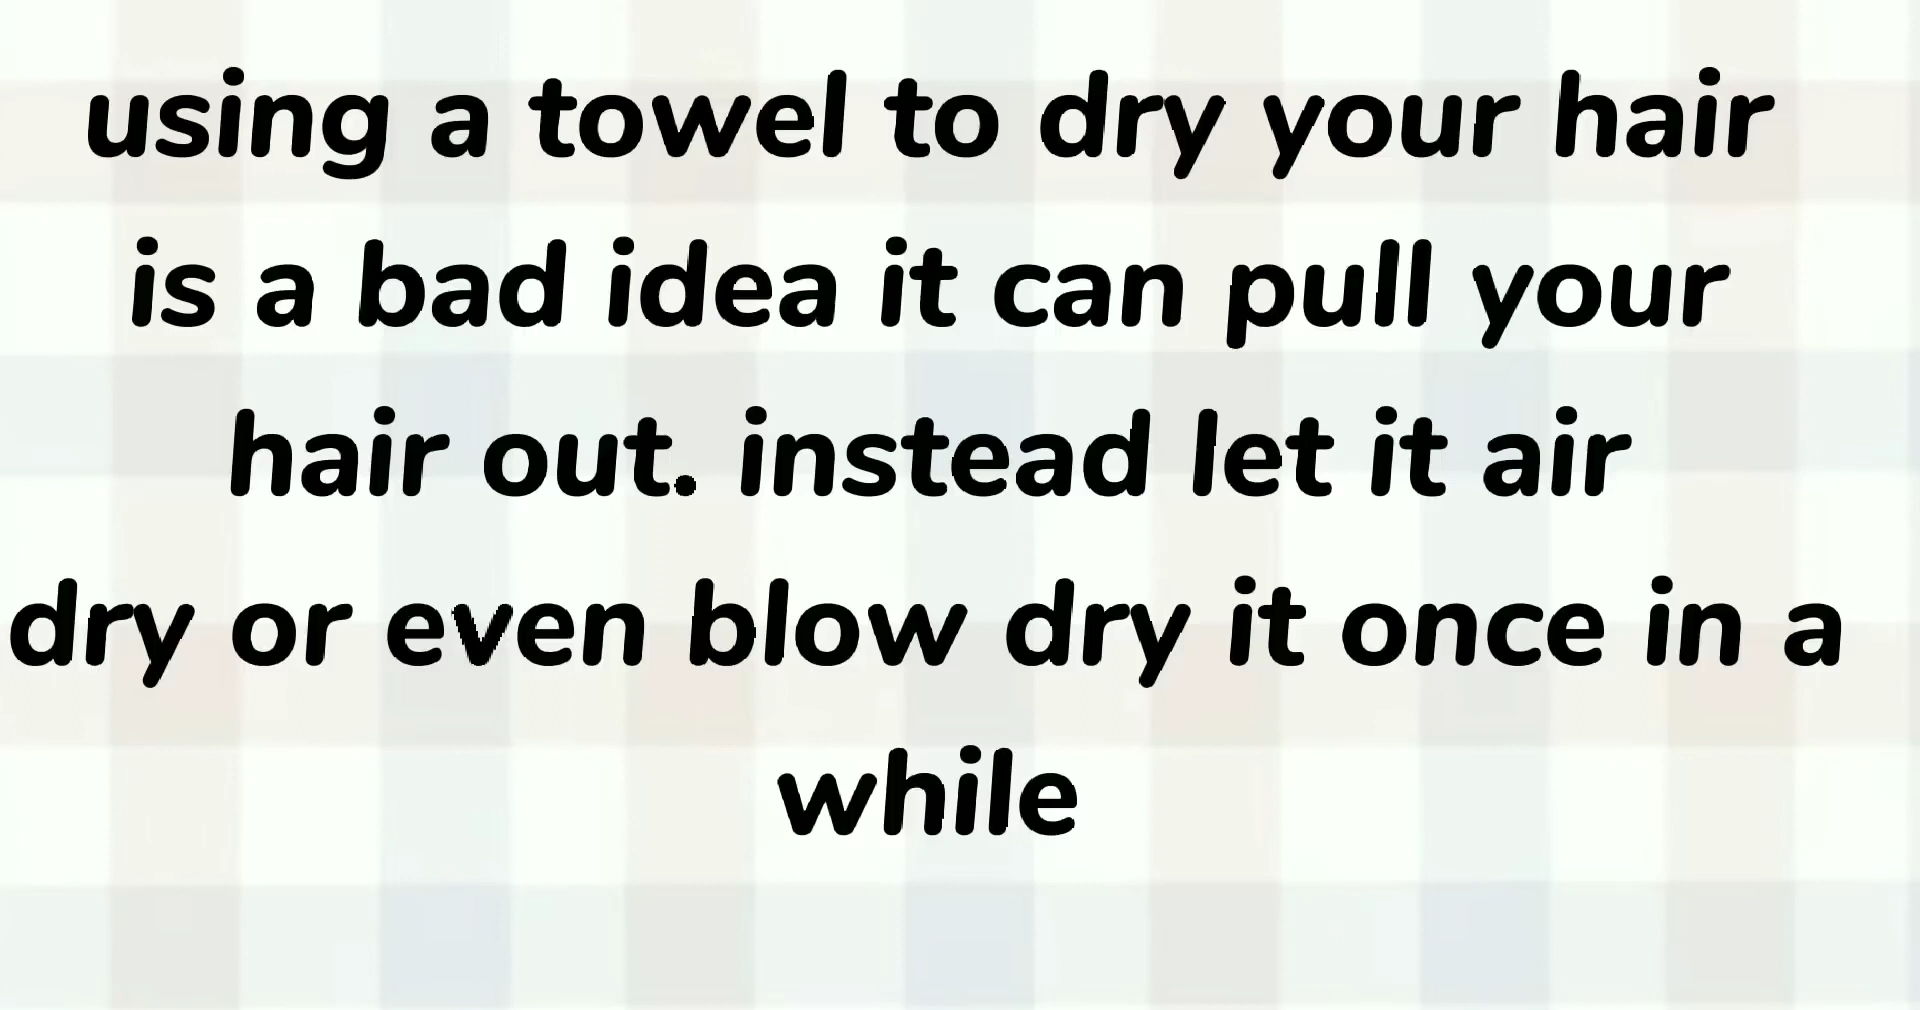 using a towel to dry your hair
is a bad idea it can pull your
hair out. instead let it air
dry or even blow dry it once in a
while